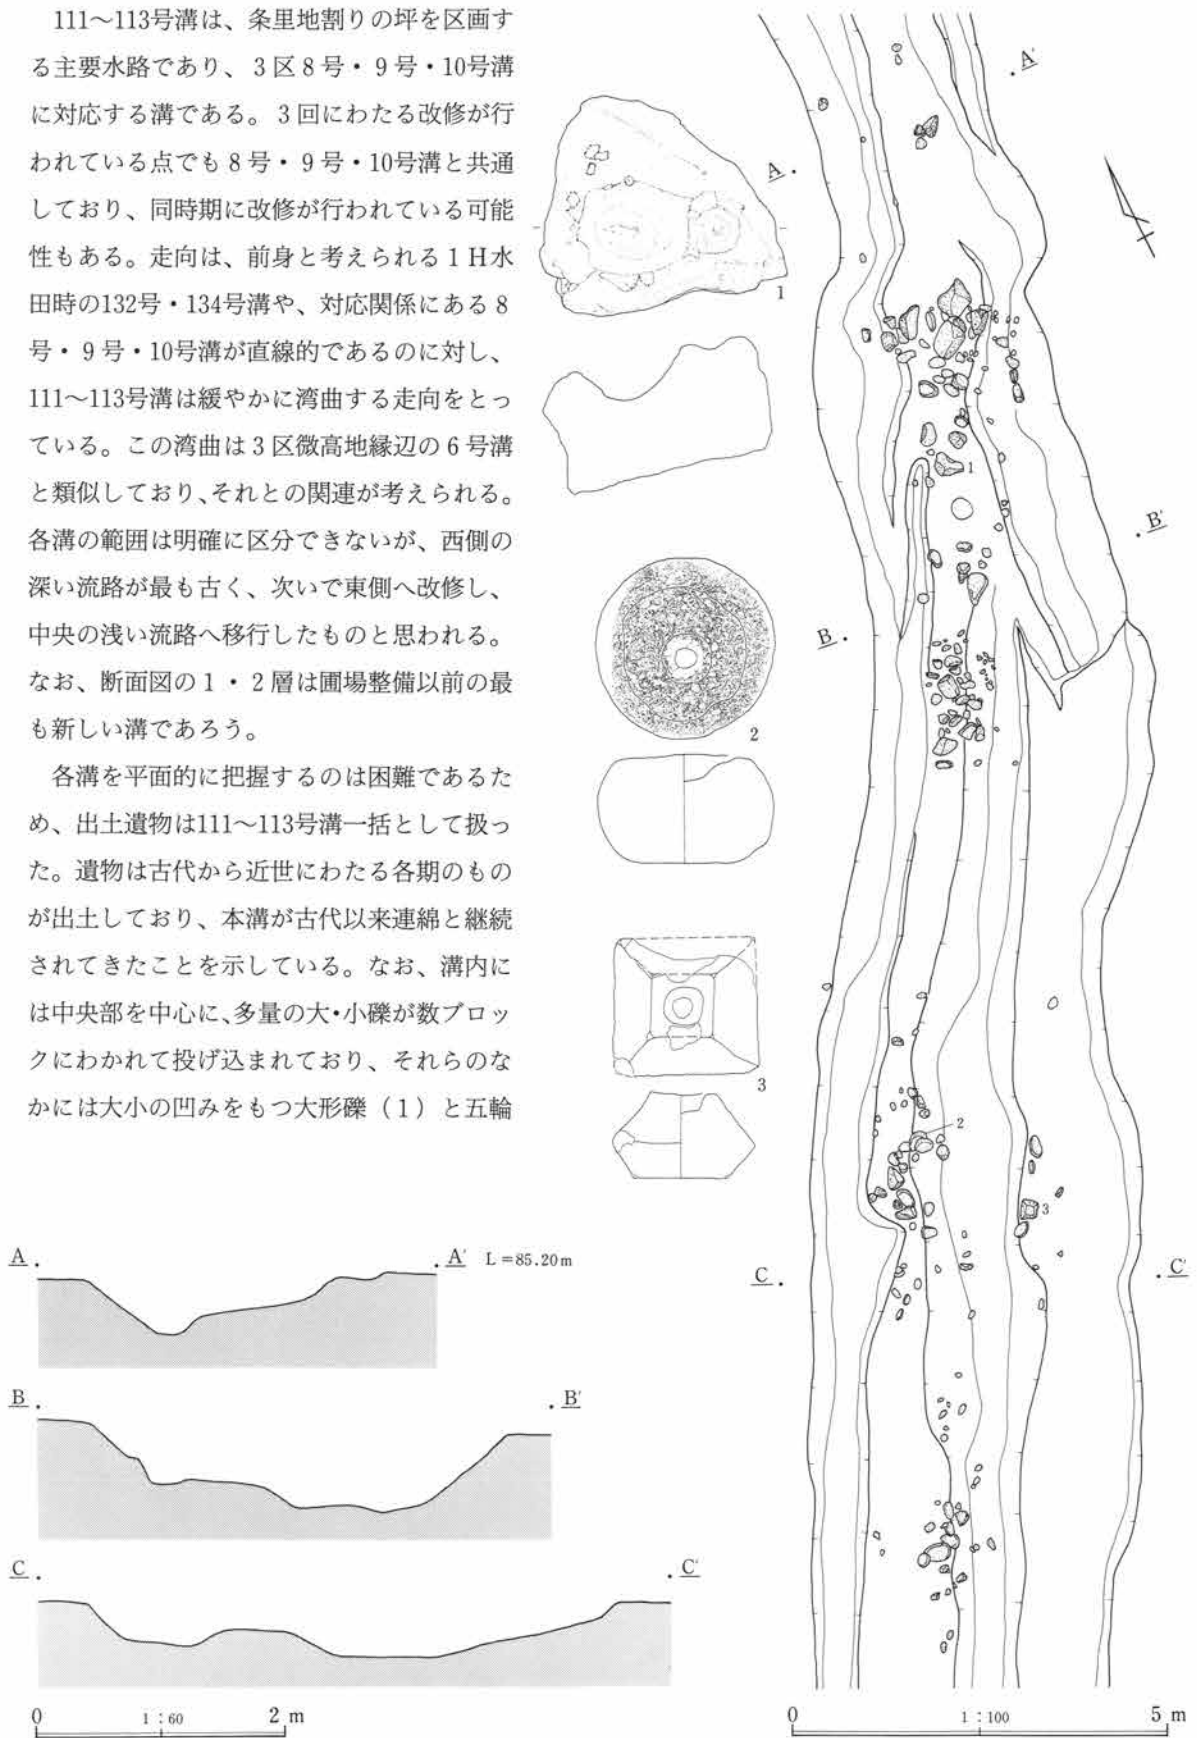 111〜113号溝は、条里地割りの坪を区画す
る主要水路であり、3区8号・9号・10号溝
に対応する溝である。3回にわたる改修が行
われている点でも8号・9号・10号溝と共通
しており、同時期に改修が行われている可能
性もある。走向は、前身と考えられる1H水
田時の132号・134号溝や、対応関係にある8
号・9号・10号溝が直線的であるのに対し、
111〜113号溝は緩やかに湾曲する走向をとっ
ている。この湾曲は3区微高地縁辺の6号溝
と類似しており、それとの関連が考えられる。
各溝の範囲は明確に区分できないが、西側の
深い流路が最も古く、次いで東側へ改修し、
中央の浅い流路へ移行したものと思われる。
なお、断面図の1・2層は圃場整備以前の最
も新しい溝であろう。
各溝を平面的に把握するのは困難であるた
め、出土遺物は111〜113号溝一括として扱っ
た。遺物は古代から近世にわたる各期のもの
が出土しており、本溝が古代以来連綿と継続
されてきたことを示している。なお、溝内に
は中央部を中心に、多量の大・小礫が数ブロッ
クにわかれて投げ込まれており、それらのな
かには大小の凹みをもつ大形礫（1）と五輪
1
2
3
A
A′
B
B′
C
C′
1
2
3
A A′ L＝85.20m
B B′
C C′
0 1：60 2 m
0 1：100 5 m